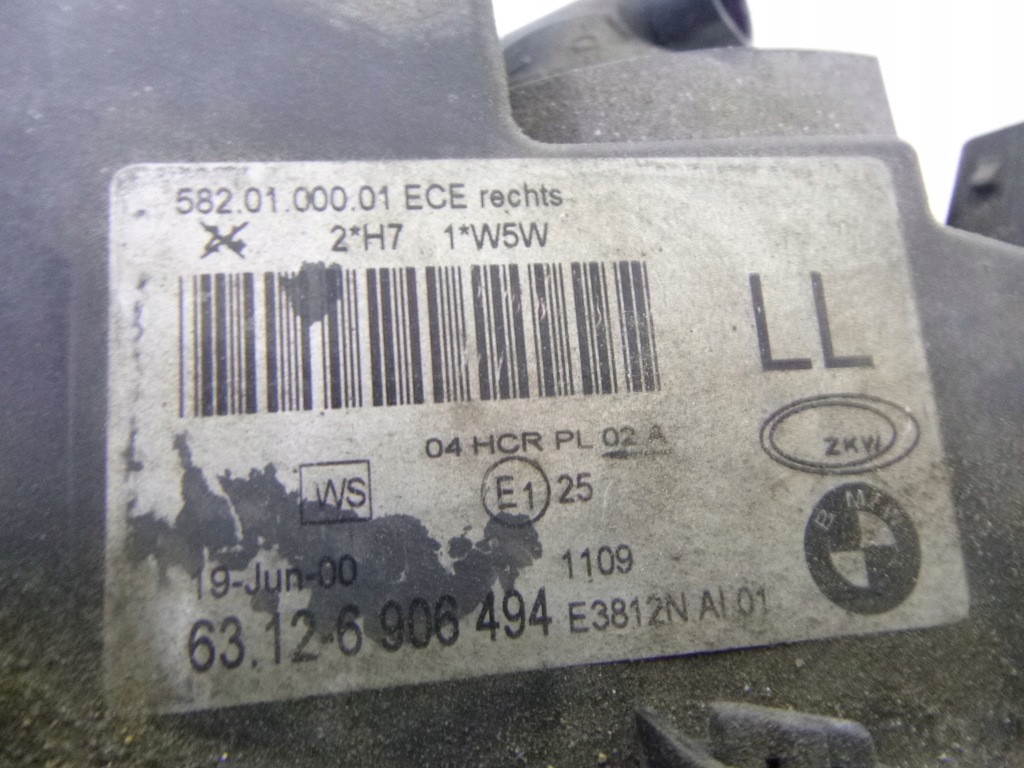 582.01.000.01 ECE rechts
2*H7 1*W5W
LL
04 HCR PL 02 A
ZKW
WS
E1 25
BMW
19-Jun-00 1109
63.12-6 906 494 E3812N AI 01